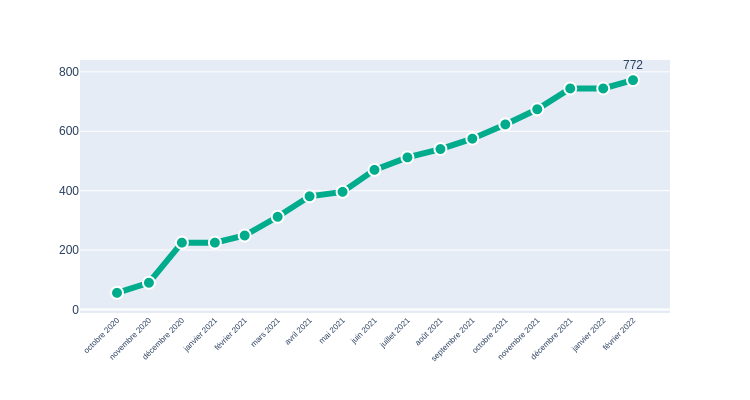 772
800
600
400
200
0
octobre 2020
novembre 2020
décembre 2020
janvier 2021
février 2021
mars 2021
avril 2021
mai 2021
juin 2021
juillet 2021
août 2021
septembre 2021
octobre 2021
novembre 2021
décembre 2021
janvier 2022
février 2022